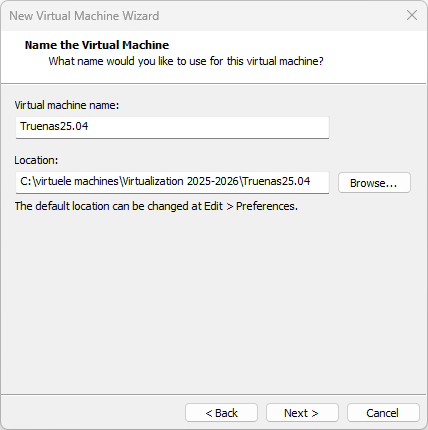 New Virtual Machine Wizard
Name the Virtual Machine
What name would you like to use for this virtual machine?
Virtual machine name:
Truenas25.04
Location:
C:\virtuele machines\Virtualization 2025-2026\Truenas25.04
Browse...
The default location can be changed at Edit > Preferences.
< Back
Next >
Cancel